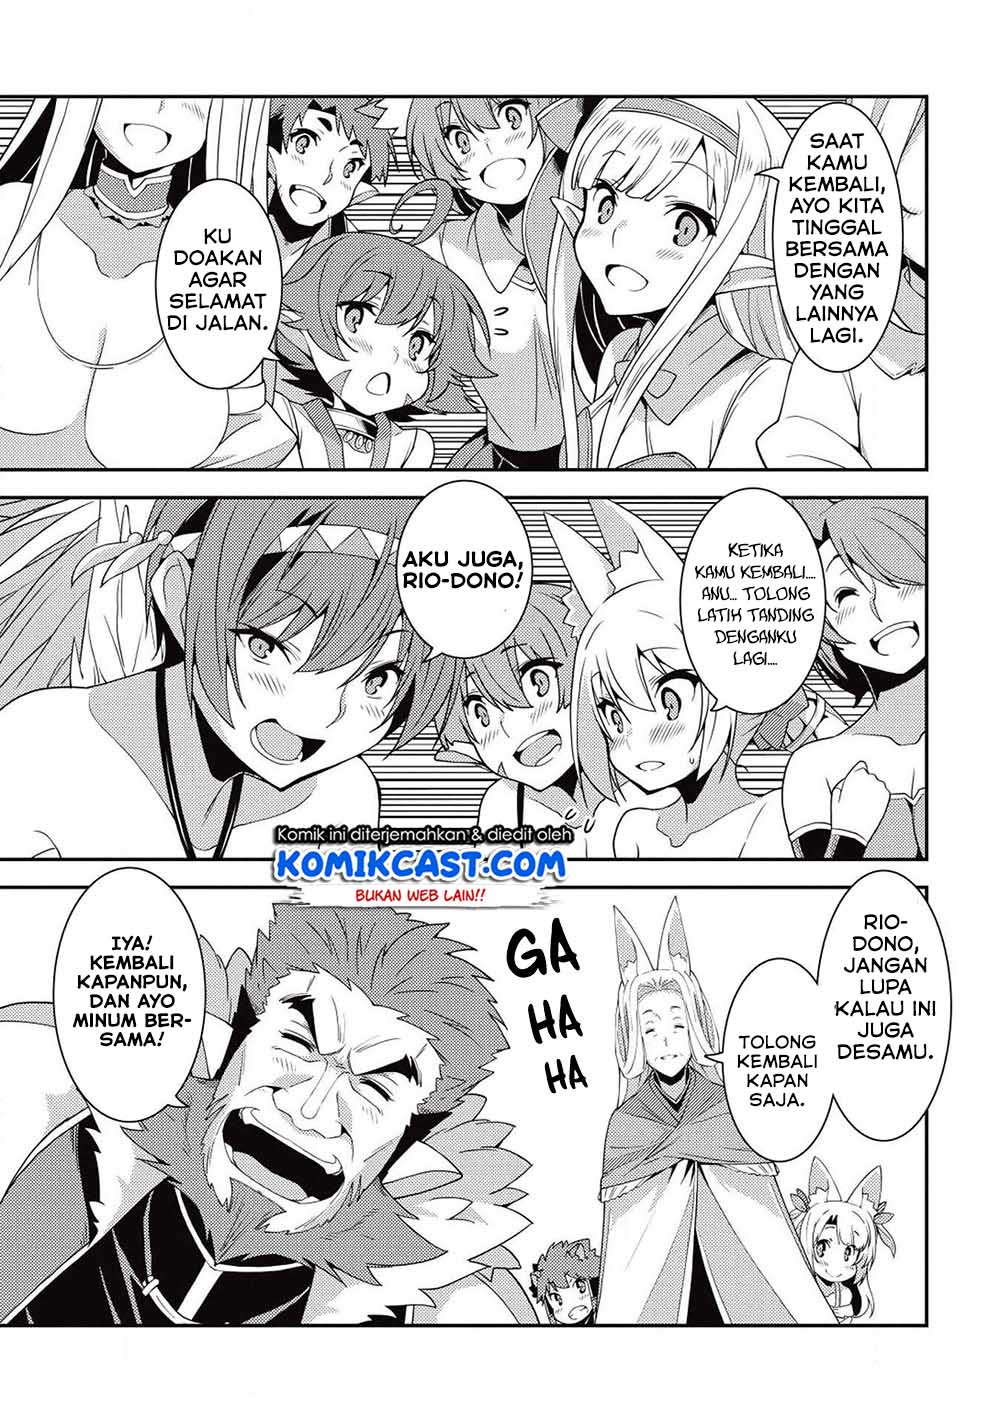 SAAT
KAMU
KEMBALI,
AYO KITA
TINGGAL
BERSAMA
DENGAN
YANG
LAINNYA
LAGI.
KU
DOAKAN
AGAR
SELAMAT
DI JALAN.
KETIKA
KAMU KEMBALI....
ANU... TOLONG
LATIH TANDING
DENGANKU
LAGI....
AKU JUGA,
RIO-DONO!
Komik ini diterjemahkan & diedit oleh
KOMIKCAST.COM
BUKAN WEB LAIN!!
RIO-
DONO,
JANGAN
LUPA
KALAU INI
JUGA
DESAMU.
TOLONG
KEMBALI
KAPAN
SAJA.
GA
HA
HA
IYA!
KEMBALI
KAPANPUN,
DAN AYO
MINUM BER-
SAMA!